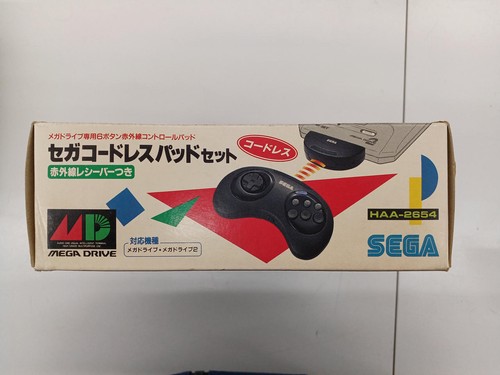 メガドライブ専用6ボタン赤外線コントロールパッド
セガコードレスパッドセット
コードレス
赤外線レシーバーつき
SEGA
HAA-2654
MD
MEGA DRIVE
対応機種
メガドライブ・メガドライブ2
SEGA